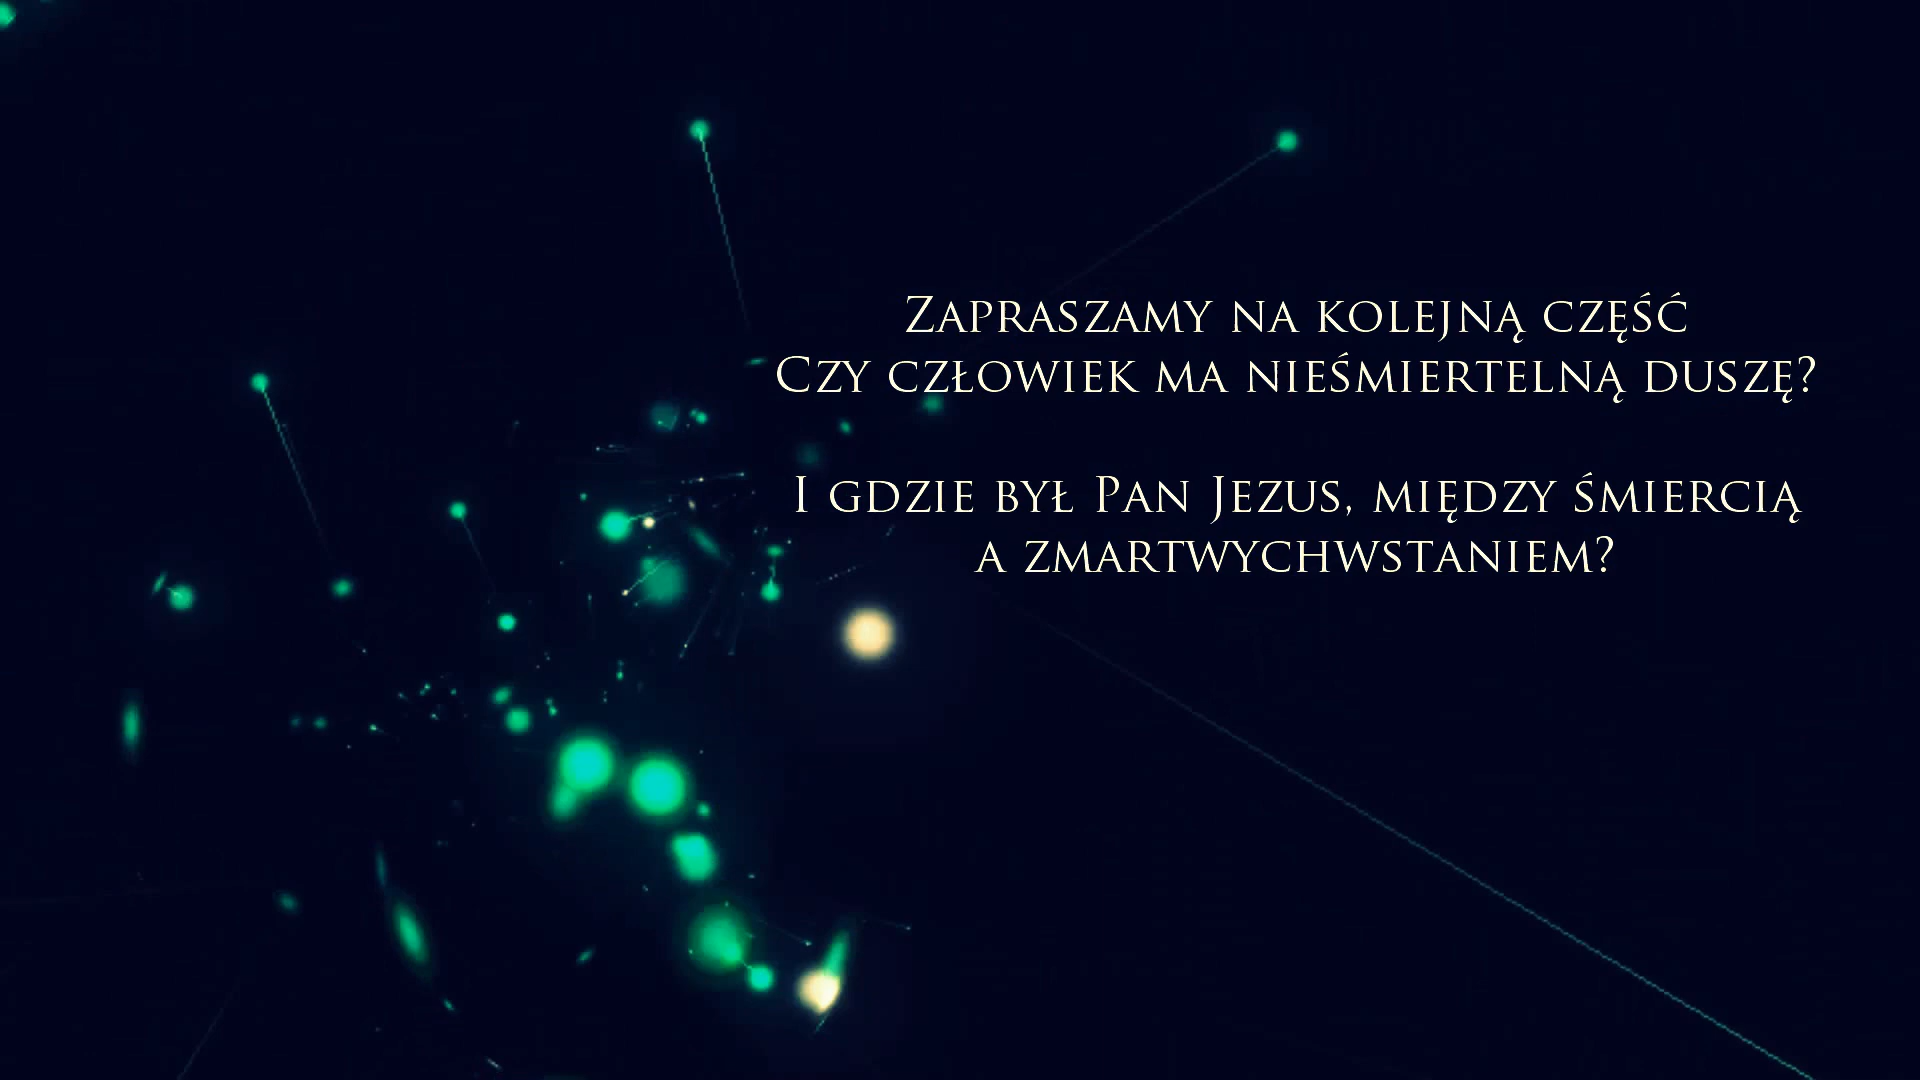 Zapraszamy na kolejną część
Czy człowiek ma nieśmiertelną duszę?
I gdzie był Pan Jezus, między śmiercią
a zmartwychwstaniem?